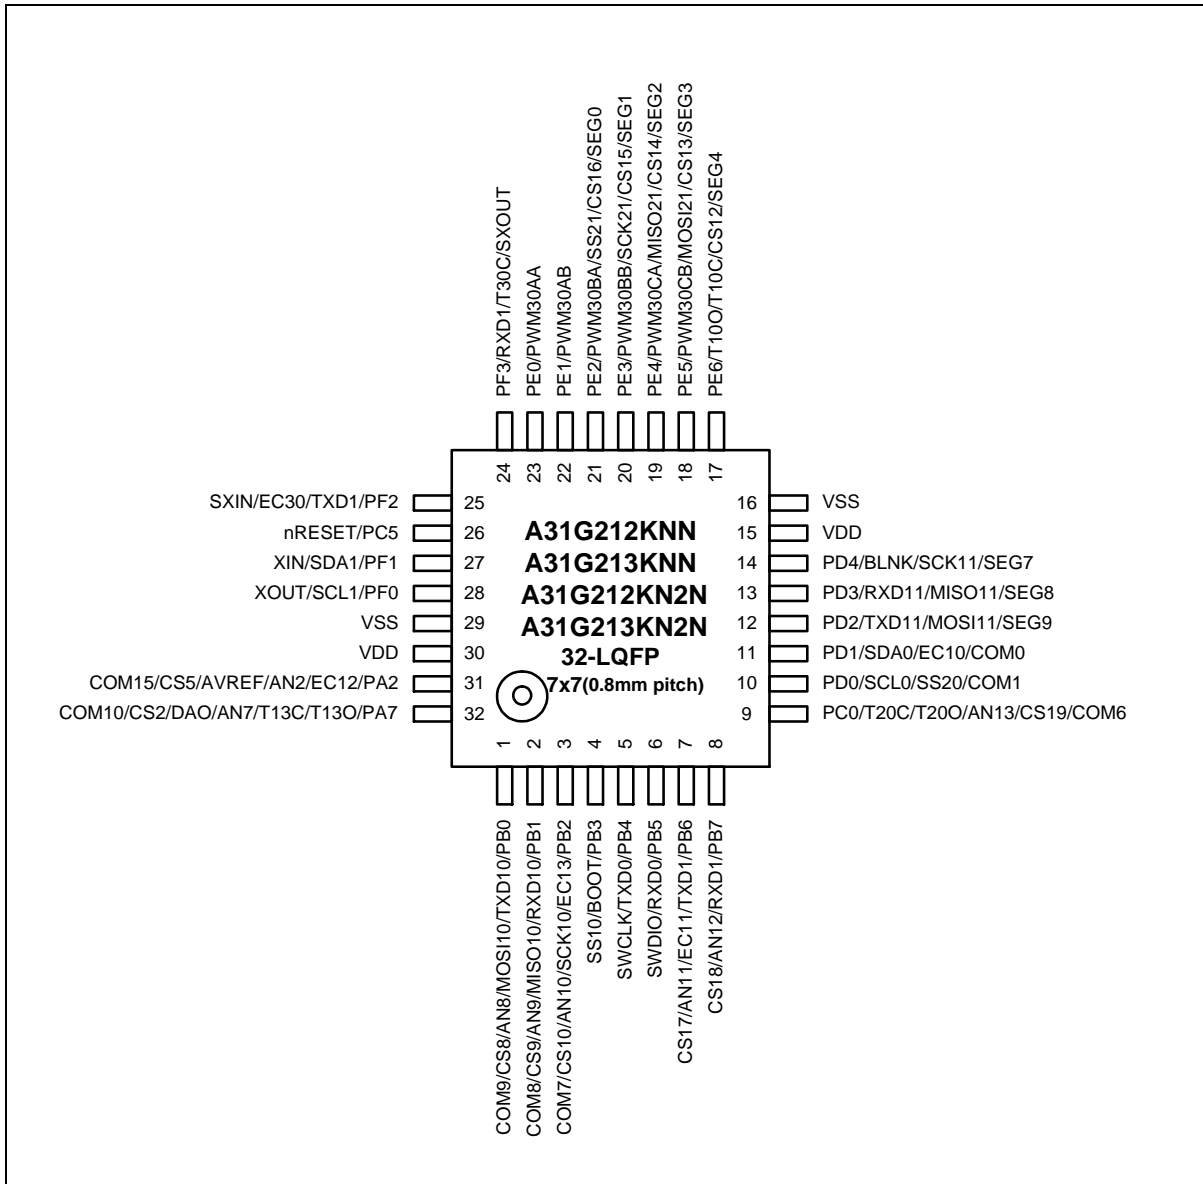 PF3/RXD1/T30C/SXOUT
PE0/PWM30AA
PE1/PWM30AB
PE2/PWM30BA/SS21/CS16/SEG0
PE3/PWM30BB/SCK21/CS15/SEG1
PE4/PWM30CA/MISO21/CS14/SEG2
PE5/PWM30CB/MOSI21/CS13/SEG3
PE6/T10O/T10C/CS12/SEG4
24
23
22
21
20
19
18
17
SXIN/EC30/TXD1/PF2
25
nRESET/PC5
26
XIN/SDA1/PF1
27
XOUT/SCL1/PF0
28
VSS
29
VDD
30
COM15/CS5/AVREF/AN2/EC12/PA2
31
COM10/CS2/DAO/AN7/T13C/T13O/PA7
32
A31G212KNN
A31G213KNN
A31G212KN2N
A31G213KN2N
32-LQFP
7x7(0.8mm pitch)
16
VSS
15
VDD
14
PD4/BLNK/SCK11/SEG7
13
PD3/RXD11/MISO11/SEG8
12
PD2/TXD11/MOSI11/SEG9
11
PD1/SDA0/EC10/COM0
10
PD0/SCL0/SS20/COM1
9
PC0/T20C/T20O/AN13/CS19/COM6
1
2
3
4
5
6
7
8
COM9/CS8/AN8/MOSI10/TXD10/PB0
COM8/CS9/AN9/MISO10/RXD10/PB1
COM7/CS10/AN10/SCK10/EC13/PB2
SS10/BOOT/PB3
SWCLK/TXD0/PB4
SWDIO/RXD0/PB5
CS17/AN11/EC11/TXD1/PB6
CS18/AN12/RXD1/PB7